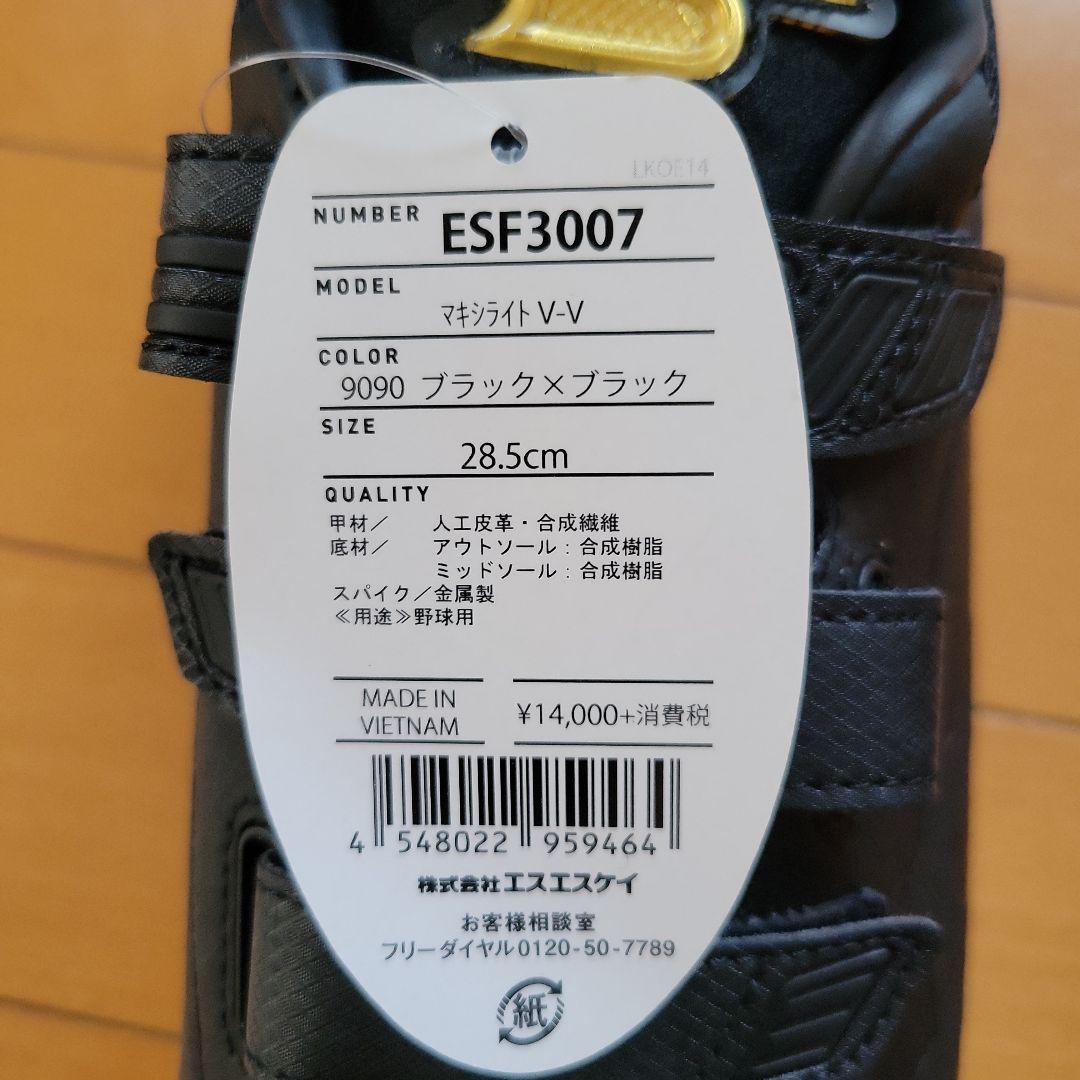 LKOE14
NUMBER ESF3007
MODEL
マキシライト V-V
COLOR
9090 ブラック×ブラック
SIZE
28.5cm
QUALITY
甲材／ 人工皮革・合成繊維
底材／ アウトソール：合成樹脂
ミッドソール：合成樹脂
スパイク／金属製
≪用途≫野球用
MADE IN
VIETNAM
¥14,000+消費税
4 548022 959464
株式会社エスエスケイ
お客様相談室
フリーダイヤル0120-50-7789
紙